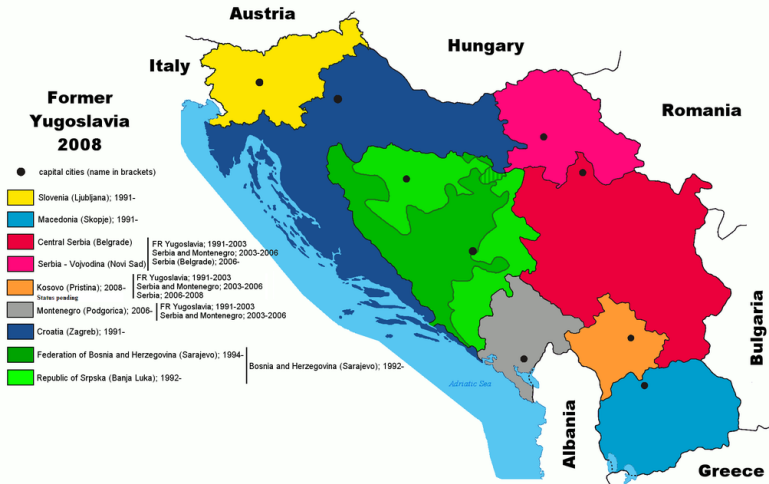 Austria
Hungary
Italy
Romania
Former
Yugoslavia
2008
capital cities (name in brackets)
Slovenia (Ljubljana); 1991-
Macedonia (Skopje); 1991-
Central Serbia (Belgrade)
Serbia - Vojvodina (Novi Sad)
FR Yugoslavia; 1991-2003
Serbia and Montenegro; 2003-2006
Serbia (Belgrade); 2006-
Kosovo (Pristina); 2008-
Status pending
FR Yugoslavia; 1991-2003
Serbia and Montenegro; 2003-2006
Serbia; 2006-2008
Montenegro (Podgorica); 2006-
FR Yugoslavia; 1991-2003
Serbia and Montenegro; 2003-2006
Croatia (Zagreb); 1991-
Federation of Bosnia and Herzegovina (Sarajevo); 1994-
Republic of Srpska (Banja Luka); 1992-
Bosnia and Herzegovina (Sarajevo); 1992-
Adriatic Sea
Bulgaria
Albania
Greece